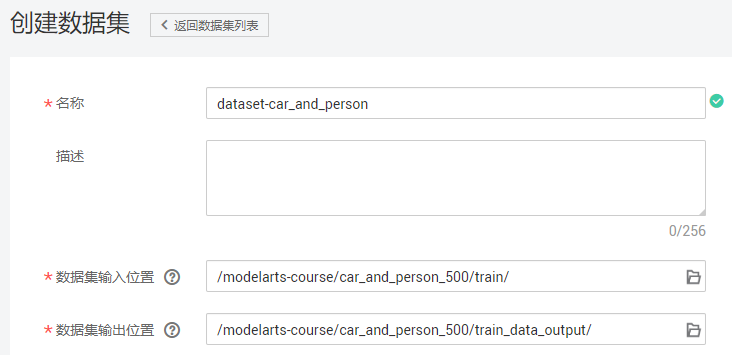 创建数据集 返回数据集列表
* 名称 dataset-car_and_person
描述
0/256
* 数据集输入位置 ? /modelarts-course/car_and_person_500/train/
* 数据集输出位置 ? /modelarts-course/car_and_person_500/train_data_output/